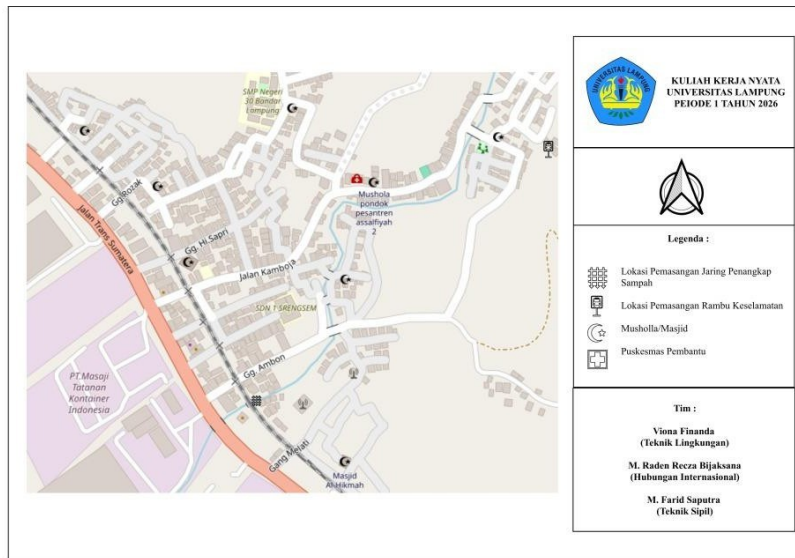 SMP Negeri
30 Bandar
Lampung
Gg Rozak
Jalan Trans Sumatera
Gg. Hi.Sapri
Mushola
pondok
pesantren
assalfiyah
2
Jalan Kamboja
SDN 1 SRENGSEM
PT.Masaji
Tatanan
Kontainer
Indonesia
Gg. Ambon
Gang Melati
Masjid
Al-Hikmah
UNIVERSITAS LAMPUNG
KULIAH KERJA NYATA
UNIVERSITAS LAMPUNG
PEIODE 1 TAHUN 2026
Legenda :
Lokasi Pemasangan Jaring Penangkap
Sampah
Lokasi Pemasangan Rambu Keselamatan
Musholla/Masjid
Puskesmas Pembantu
Tim :
Viona Finanda
(Teknik Lingkungan)
M. Raden Recza Bijaksana
(Hubungan Internasional)
M. Farid Saputra
(Teknik Sipil)